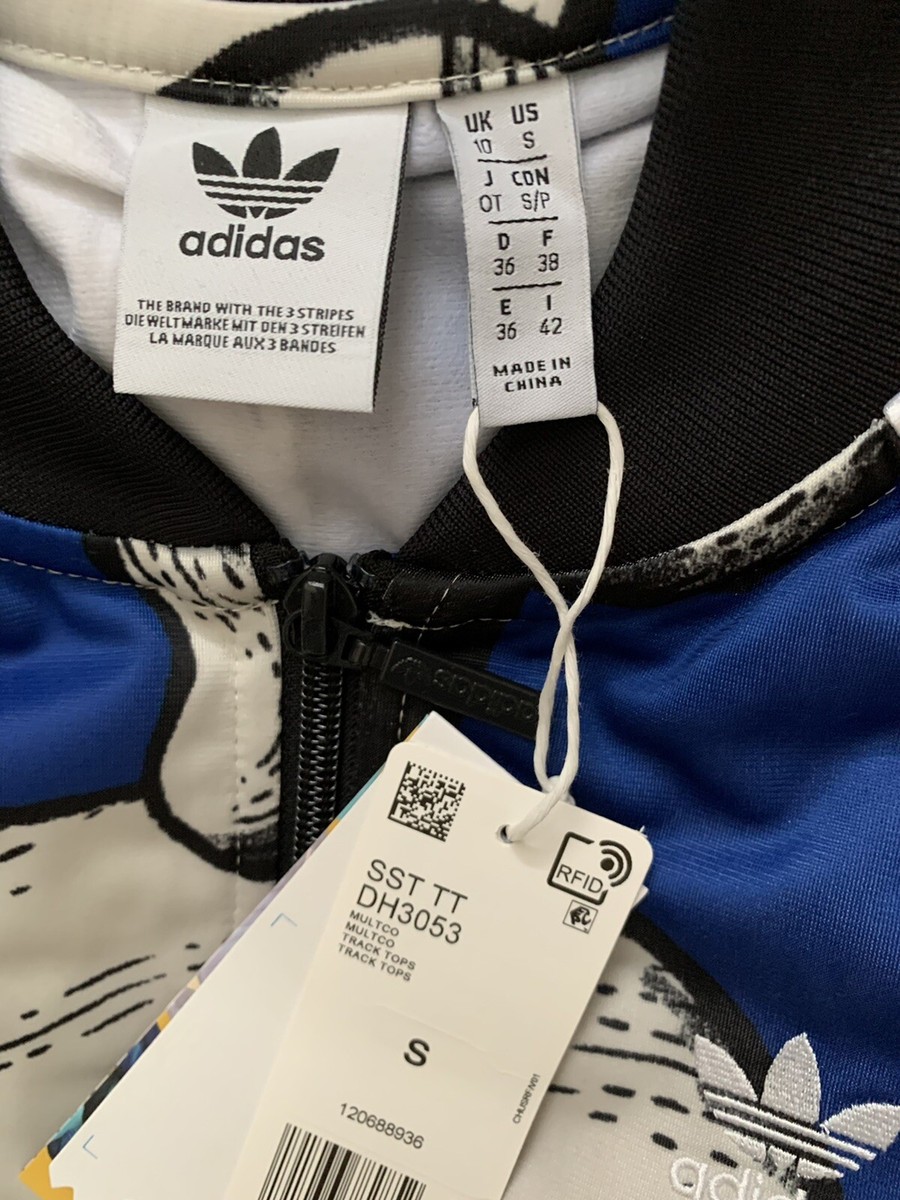 adidas
THE BRAND WITH THE 3 STRIPES
DIE WELTMARKE MIT DEN 3 STREIFEN
LA MARQUE AUX 3 BANDES
UK US
10 S
J CDN
OT S/P
D F
36 38
E I
36 42
MADE IN
CHINA
adidas
RFID
SST TT
DH3053
MULTCO
MULTCO
TRACK TOPS
TRACK TOPS
S
120688936
adi